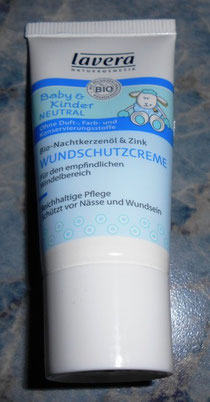 lavera
NATURKOSMETIK
BIO
Baby &
Kinder
NEUTRAL
Ohne Duft-, Farb- und
Konservierungsstoffe
Bio-Nachtkerzenöl & Zink
WUNDSCHUTZCREME
Für den empfindlichen
Windelbereich
Reichhaltige Pflege
schützt vor Nässe und Wundsein